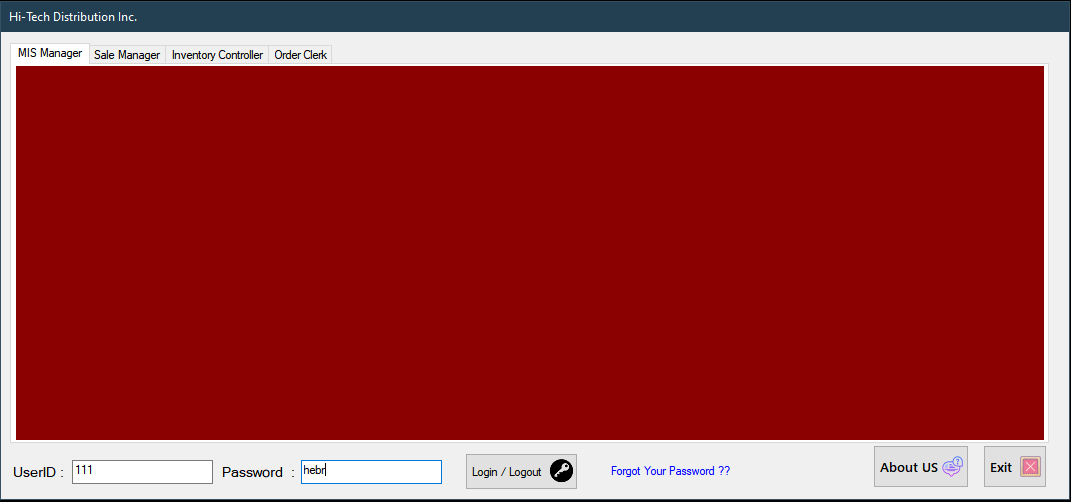 Hi-Tech Distribution Inc.
MIS Manager Sale Manager Inventory Controller Order Clerk
UserID : 111 Password : hebr Login / Logout Forgot Your Password ?? About US ? Exit